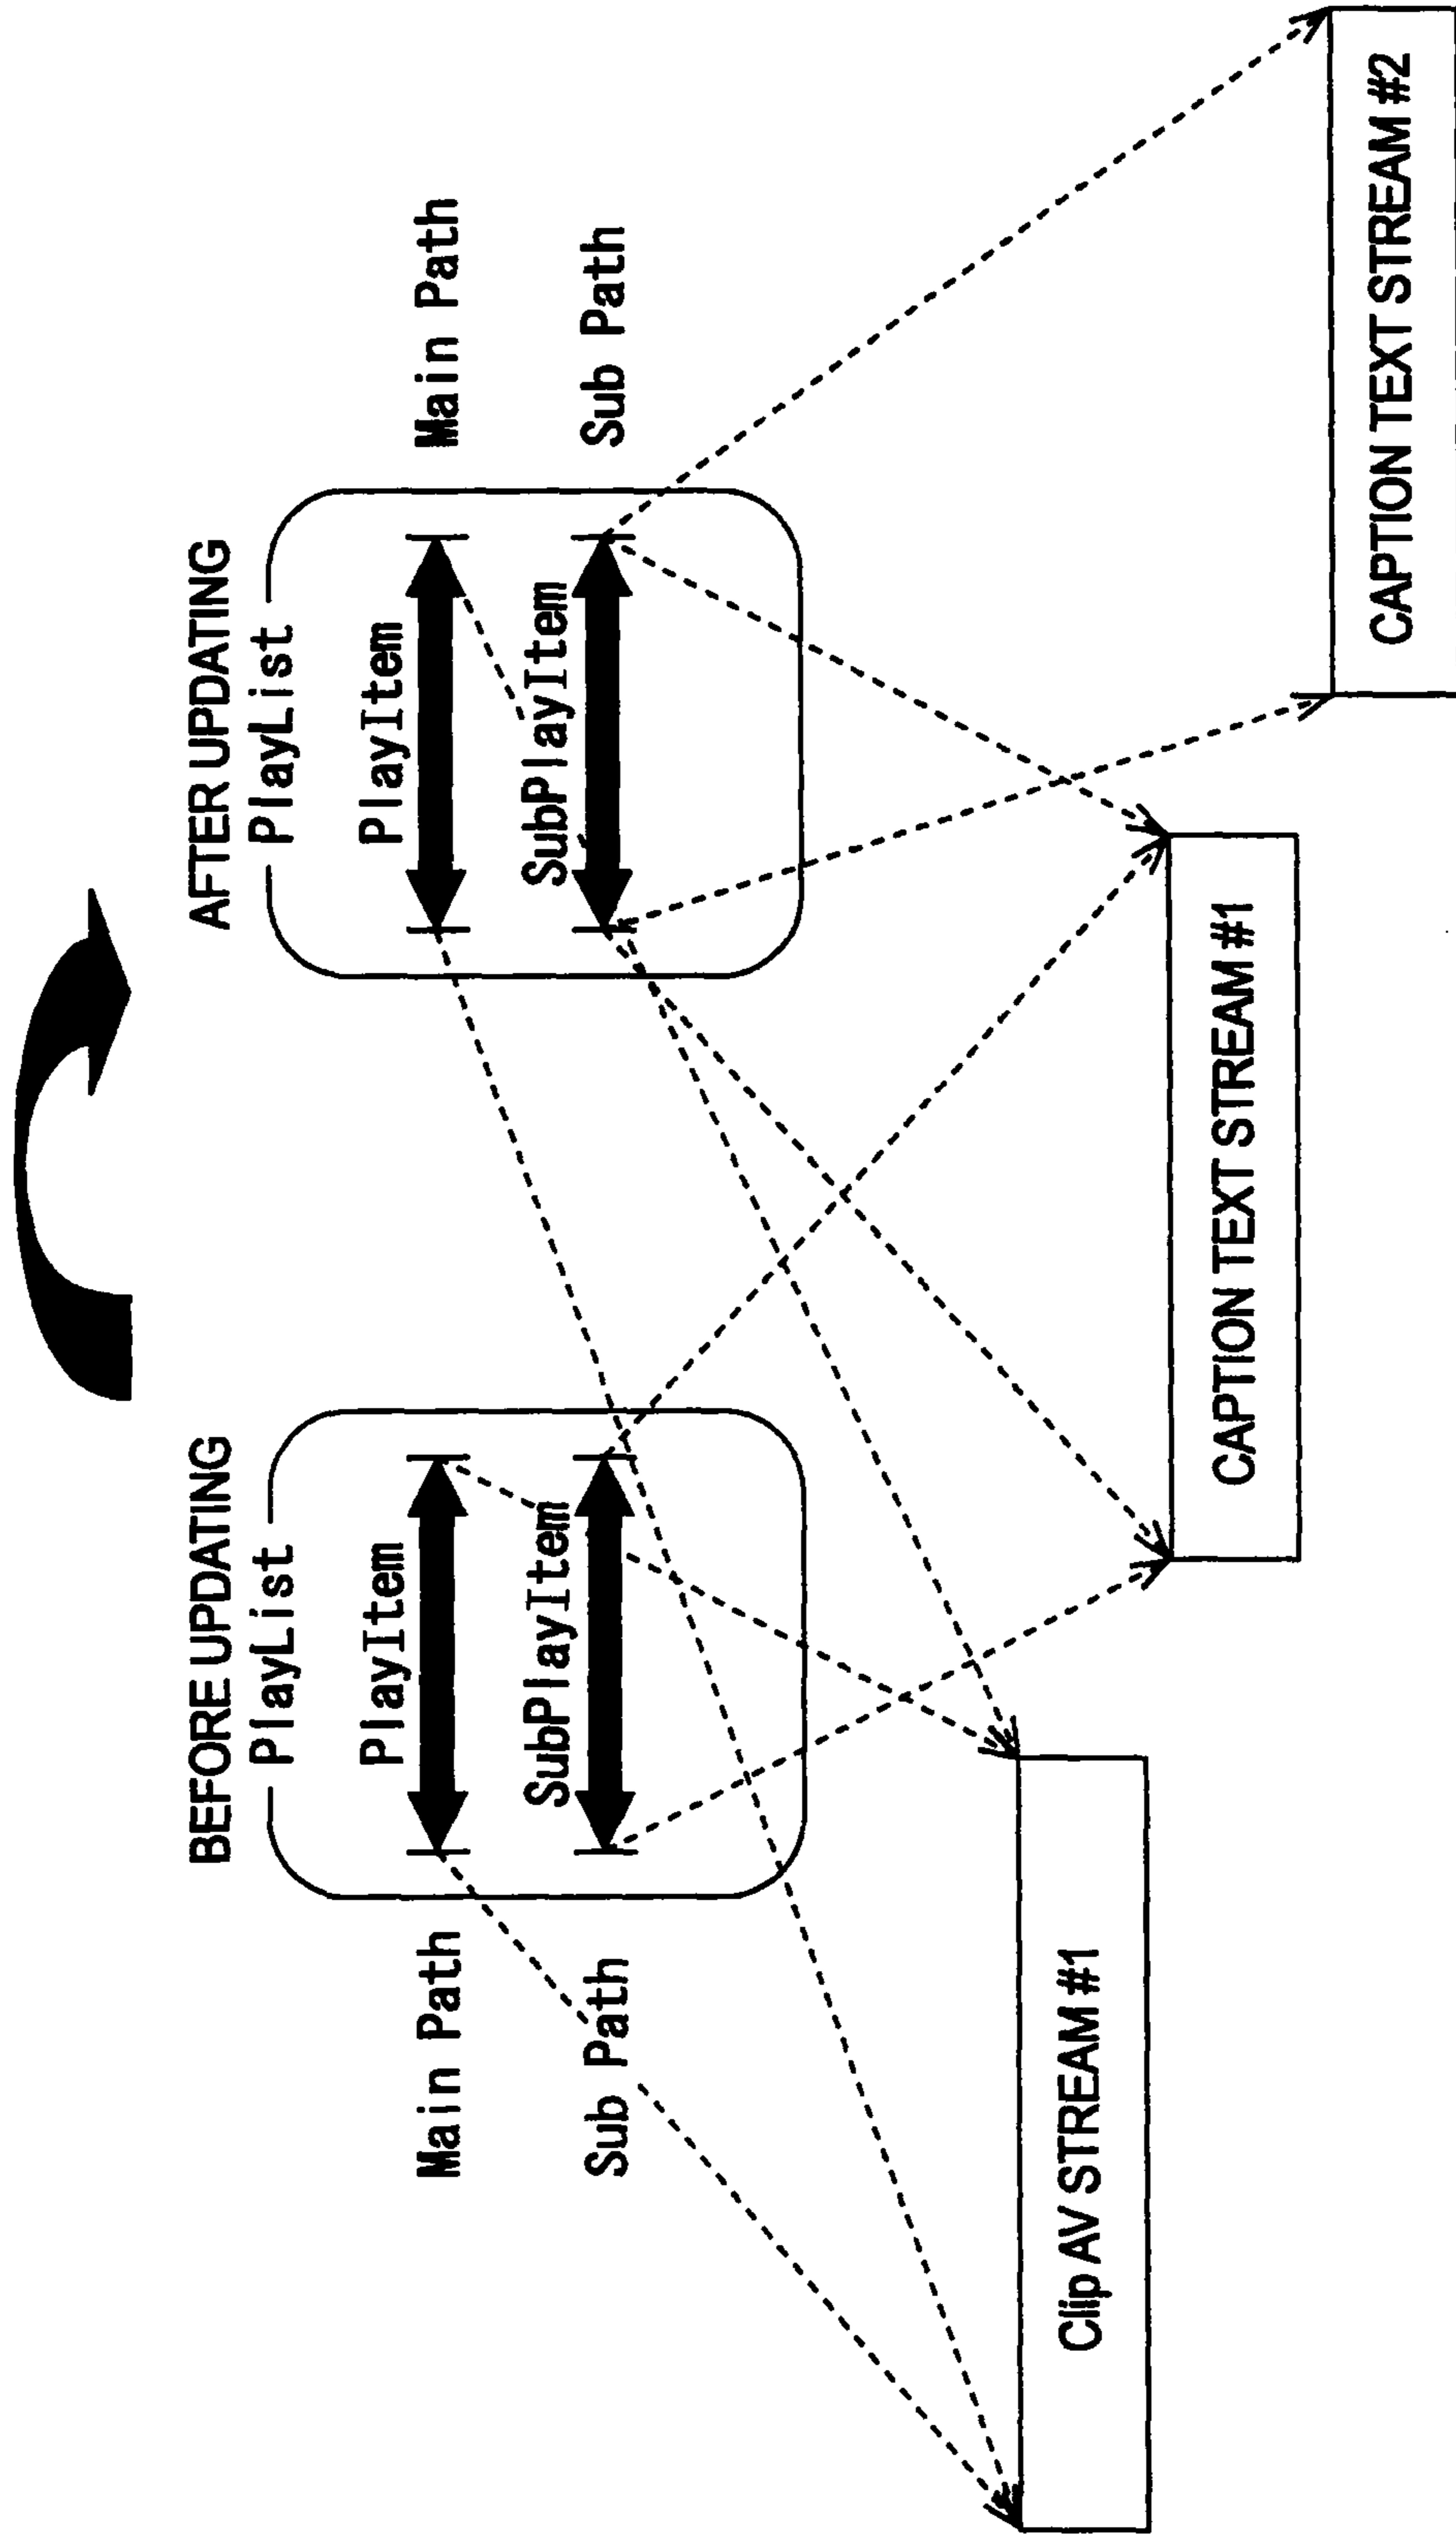 BEFORE UPDATING
PlayList
PlayItem
SubPlayItem
Main Path
Sub Path
AFTER UPDATING
PlayList
PlayItem
SubPlayItem
Main Path
Sub Path
Clip AV STREAM #1
CAPTION TEXT STREAM #1
CAPTION TEXT STREAM #2